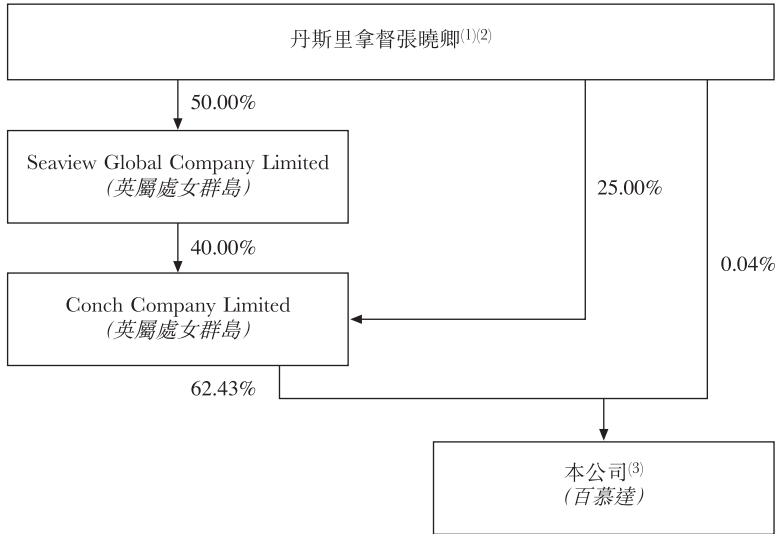 丹斯里拿督張曉卿(1)(2)
50.00%
Seaview Global Company Limited
(英屬處女群島)
25.00%
40.00%
0.04%
Conch Company Limited
(英屬處女群島)
62.43%
本公司(3)
(百慕達)